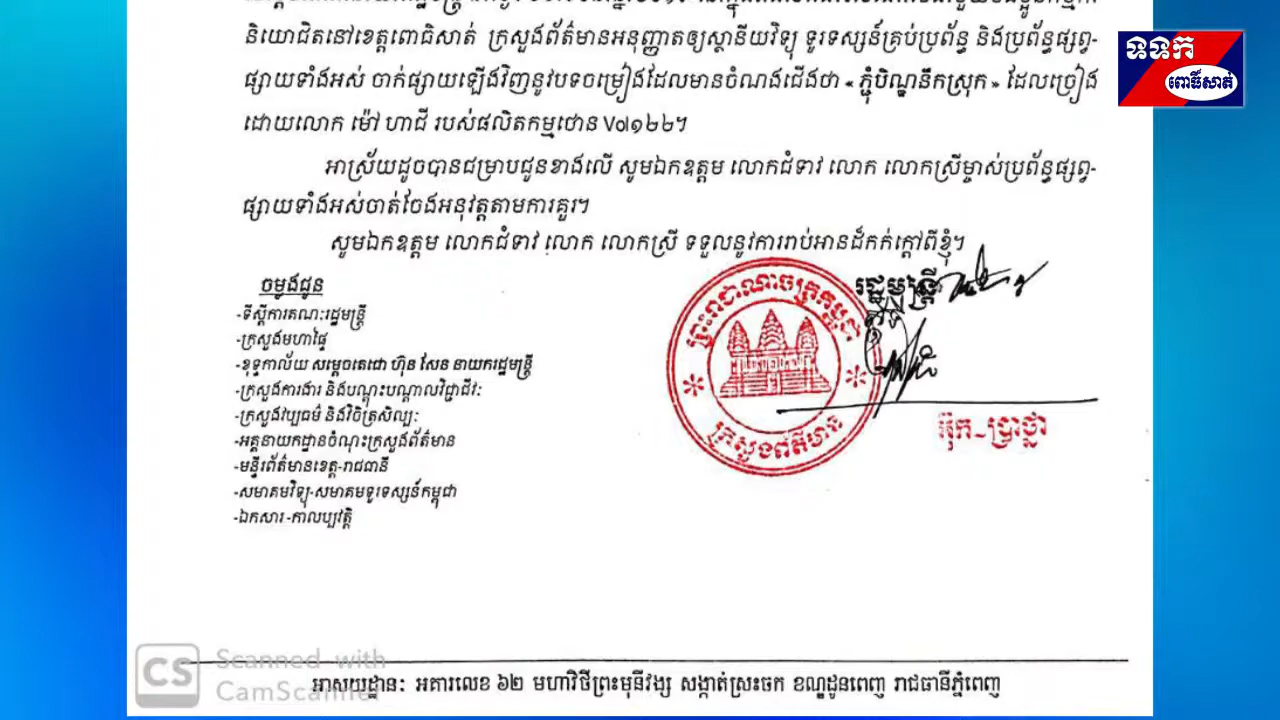 និយោជិតនៅខេត្តពោធិសាត់ ក្រសួងព័ត៌មានអនុញ្ញាតឲ្យស្ថានីយវិទ្យុ ទូរទស្សន៍គ្រប់ប្រព័ន្ធ និងប្រព័ន្ធផ្សព្វ-
ផ្សាយទាំងអស់ ចាក់ផ្សាយឡើងវិញនូវបទចម្រៀងដែលមានចំណងជើងថា « ភ្ជុំបិណ្ឌនឹកស្រុក » ដែលច្រៀង
ដោយលោក ម៉ៅ ហាជី របស់ផលិតកម្មថោន Vol១២២។
អាស្រ័យដូចបានជម្រាបជូនខាងលើ សូមឯកឧត្តម លោកជំទាវ លោក លោកស្រីម្ចាស់ប្រព័ន្ធផ្សព្វ-
ផ្សាយទាំងអស់ចាត់ចែងអនុវត្តតាមការគួរ។
សូមឯកឧត្តម លោកជំទាវ លោក លោកស្រី ទទួលនូវការរាប់អានដ៏កក់ក្តៅពីខ្ញុំ។
ទទក
ពោធិ៍សាត់
រដ្ឋមន្ត្រី
ព្រះរាជាណាចក្រកម្ពុជា
ក្រសួងព័ត៌មាន
ចម្លងជូន
-ទីស្តីការគណៈរដ្ឋមន្ត្រី
-ក្រសួងមហាផ្ទៃ
-ខុទ្ទកាល័យ សម្តេចតេជោ ហ៊ុន សែន នាយករដ្ឋមន្ត្រី
-ក្រសួងការងារ និងបណ្តុះបណ្តាលវិជ្ជាជីវៈ
-ក្រសួងវប្បធម៌ និងវិចិត្រសិល្បៈ
-អគ្គនាយកដ្ឋានចំណុះក្រសួងព័ត៌មាន
-មន្ទីរព័ត៌មានខេត្ត-រាជធានី
-សមាគមវិទ្យុ-សមាគមទូរទស្សន៍កម្ពុជា
-ឯកសារ-កាលប្បវត្តិ
CS
Scanned with
CamScanner
អាសយដ្ឋានៈ អគារលេខ ៦២ មហាវិថីព្រះមុនីវង្ស សង្កាត់ស្រះចក ខណ្ឌដូនពេញ រាជធានីភ្នំពេញ